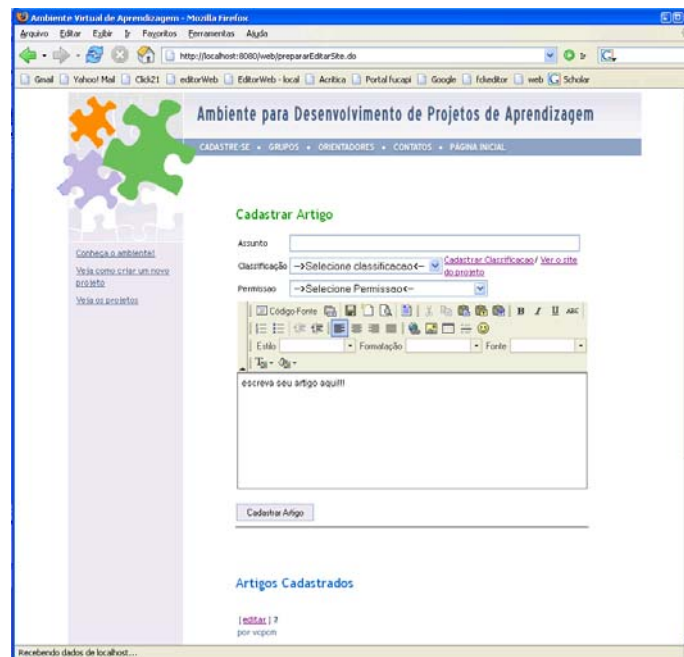 Ambiente Virtual de Aprendizagem - Mozilla Firefox
Arquivo Editar Exibir Ir Favoritos Ferramentas Ajuda
http://localhost:8080/web/prepararEditarSite.do
Ir
Gmail Yahoo! Mail Click21 editorWeb EditorWeb - local Acritica Portal fucapi Google fckeditor web Scholar
Ambiente para Desenvolvimento de Projetos de Aprendizagem
CADASTRE-SE • GRUPOS • ORIENTADORES • CONTATOS • PÁGINA INICIAL
Conheça o ambiente!
Veja como criar um novo
projeto
Veja os projetos
Cadastrar Artigo
Assunto
Classificação -->Selecione classificacao<-- Cadastrar Classificacao/ Ver o site
do projeto
Permissao -->Selecione Permissao<--
Código-Fonte B I U ABC
Estilo Formatação Fonte
escreva seu artigo aqui!!!
Cadastrar Artigo
Artigos Cadastrados
| editar | ?
por vcpcm
Recebendo dados de localhost...